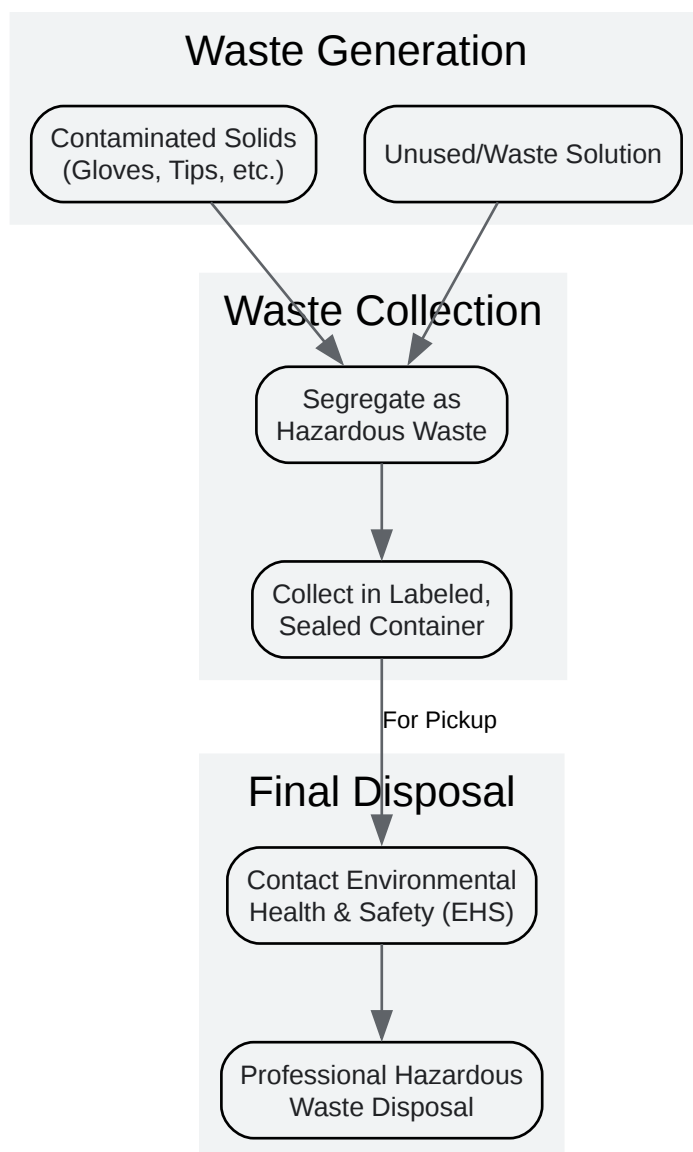 Waste Generation
Contaminated Solids
(Gloves, Tips, etc.)
Unused/Waste Solution
Waste Collection
Segregate as
Hazardous Waste
Collect in Labeled,
Sealed Container
For Pickup
Final Disposal
Contact Environmental
Health & Safety (EHS)
Professional Hazardous
Waste Disposal